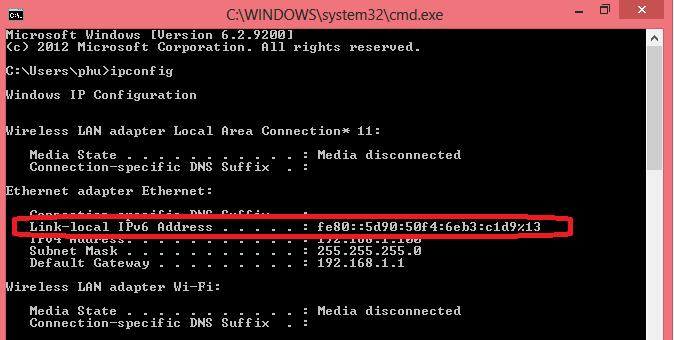 C:\WINDOWS\system32\cmd.exe
Microsoft Windows [Version 6.2.9200]
(c) 2012 Microsoft Corporation. All rights reserved.
C:\Users\phu>ipconfig
Windows IP Configuration
Wireless LAN adapter Local Area Connection* 11:
Media State . . . . . . . . . . . : Media disconnected
Connection-specific DNS Suffix  . :
Ethernet adapter Ethernet:
Connection-specific DNS Suffix  . :
Link-local IPv6 Address . . . . . : fe80::5d90:50f4:6eb3:c1d9%13
IPv4 Address. . . . . . . . . . . : 192.168.1.100
Subnet Mask . . . . . . . . . . . : 255.255.255.0
Default Gateway . . . . . . . . . : 192.168.1.1
Wireless LAN adapter Wi-Fi:
Media State . . . . . . . . . . . : Media disconnected
Connection-specific DNS Suffix  . :